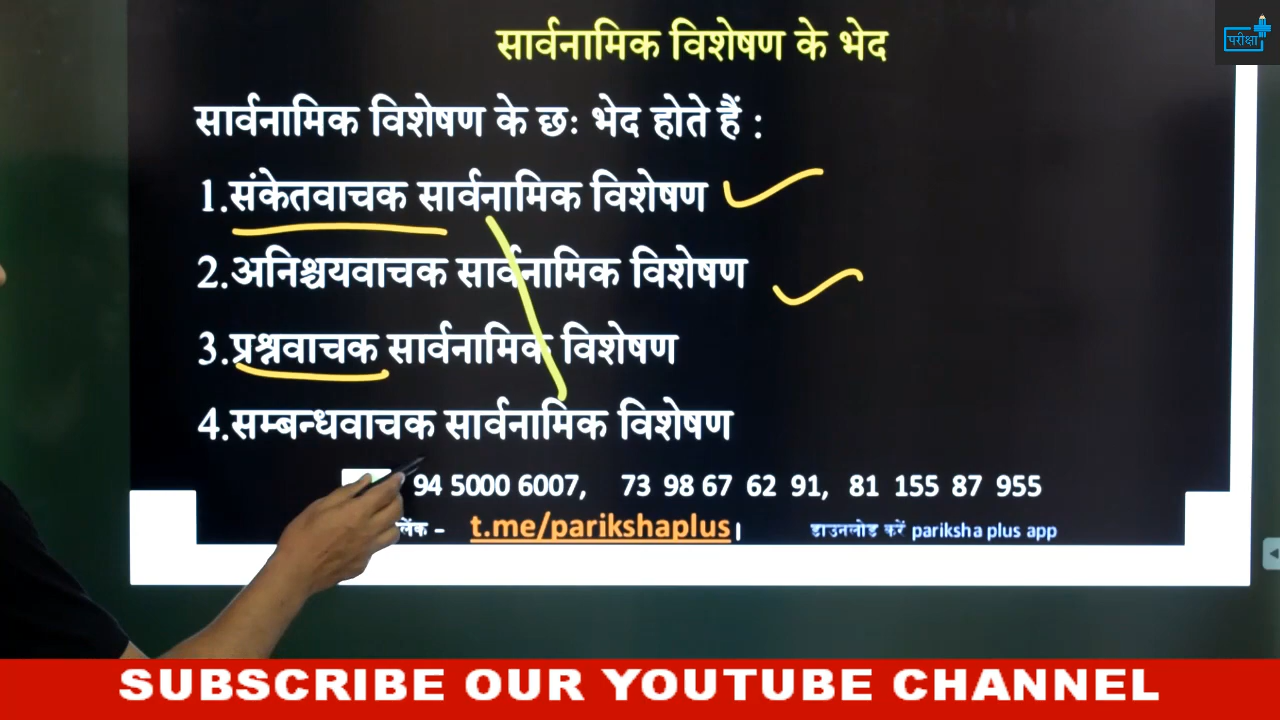 सार्वनामिक विशेषण के भेद
परीक्षा
सार्वनामिक विशेषण के छः भेद होते हैं :
1.संकेतवाचक सार्वनामिक विशेषण
2.अनिश्चयवाचक सार्वनामिक विशेषण
3.प्रश्नवाचक सार्वनामिक विशेषण
4.सम्बन्धवाचक सार्वनामिक विशेषण
94 5000 6007, 73 98 67 62 91, 81 155 87 955
लेंक – t.me/parikshaplus। डाउनलोड करें pariksha plus app
SUBSCRIBE OUR YOUTUBE CHANNEL